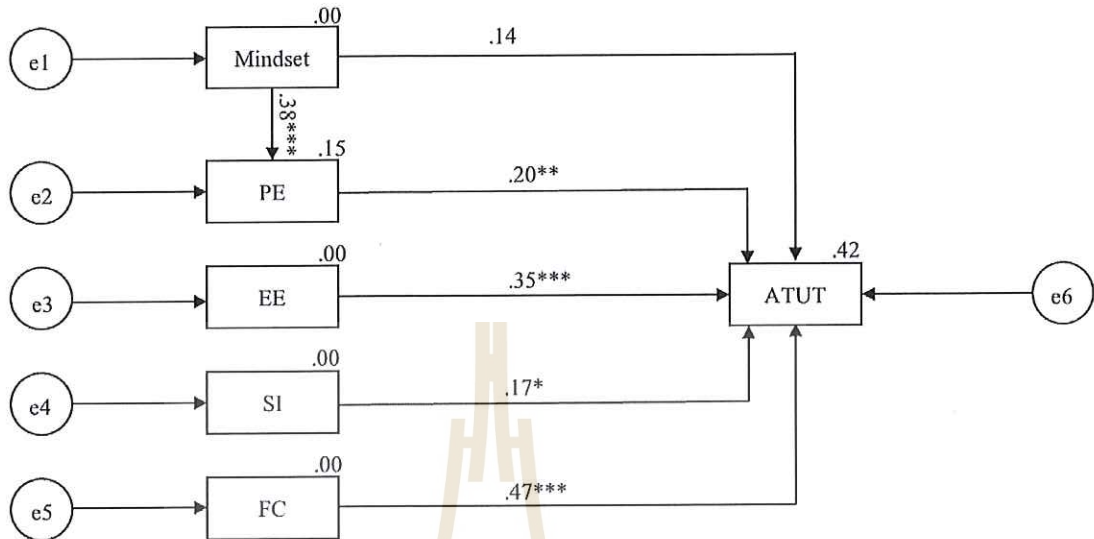 .00
e1
Mindset
.14
.38***
.15
e2
PE
.20**
.00
.42
e3
EE
.35***
ATUT
e6
.00
e4
SI
.17*
.00
e5
FC
.47***